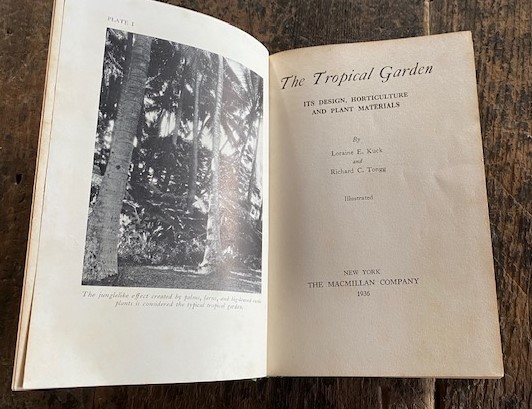 PLATE I
The junglelike effect created by palms, ferns, and big-leaved
plants is considered the typical tropical garden.
The Tropical Garden
ITS DESIGN, HORTICULTURE
AND PLANT MATERIALS
By
Loraine E. Kuck
and
Richard C. Tongg
Illustrated
NEW YORK
THE MACMILLAN COMPANY
1936